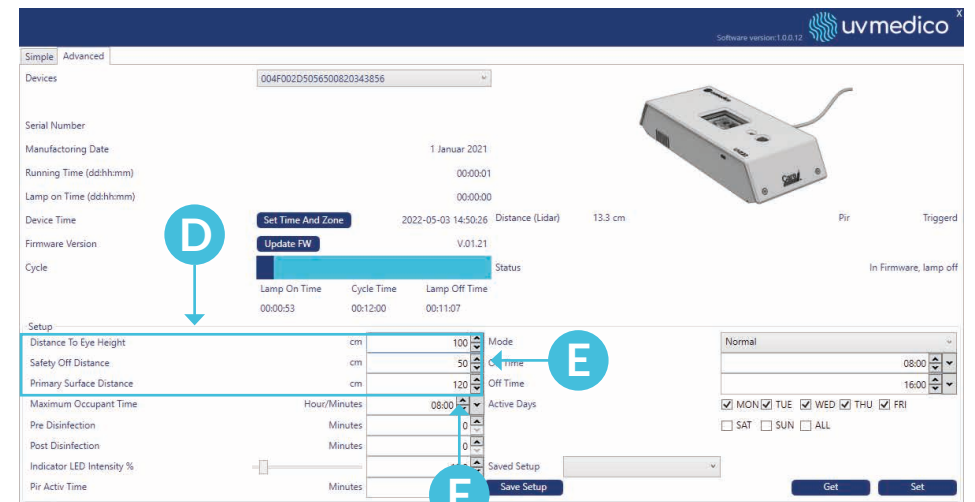 X
Software version:1.0.0.12 uvmedico
Simple Advanced
Devices 004F002D5056500820343856
Serial Number
Manufactoring Date 1 Januar 2021
Running Time (dd:hh:mm) 00:00:01
Lamp on Time (dd:hh:mm) 00:00:00
Device Time Set Time And Zone 2022-05-03 14:50:26 Distance (Lidar) 13.3 cm Pir Triggerd
D
Firmware Version Update FW V.01.21
Cycle Status In Firmware, lamp off
Lamp On Time Cycle Time Lamp Off Time
00:00:53 00:12:00 00:11:07
Setup
Distance To Eye Height cm 100 Mode Normal
Safety Off Distance cm 50 Time 08:00
E
Primary Surface Distance cm 120 Off Time 16:00
Maximum Occupant Time Hour/Minutes 08:00 Active Days MON TUE WED THU FRI
Pre Disinfection Minutes 0 SAT SUN ALL
Post Disinfection Minutes 0
Indicator LED Intensity % Saved Setup
Pir Activ Time Minutes Save Setup Get Set